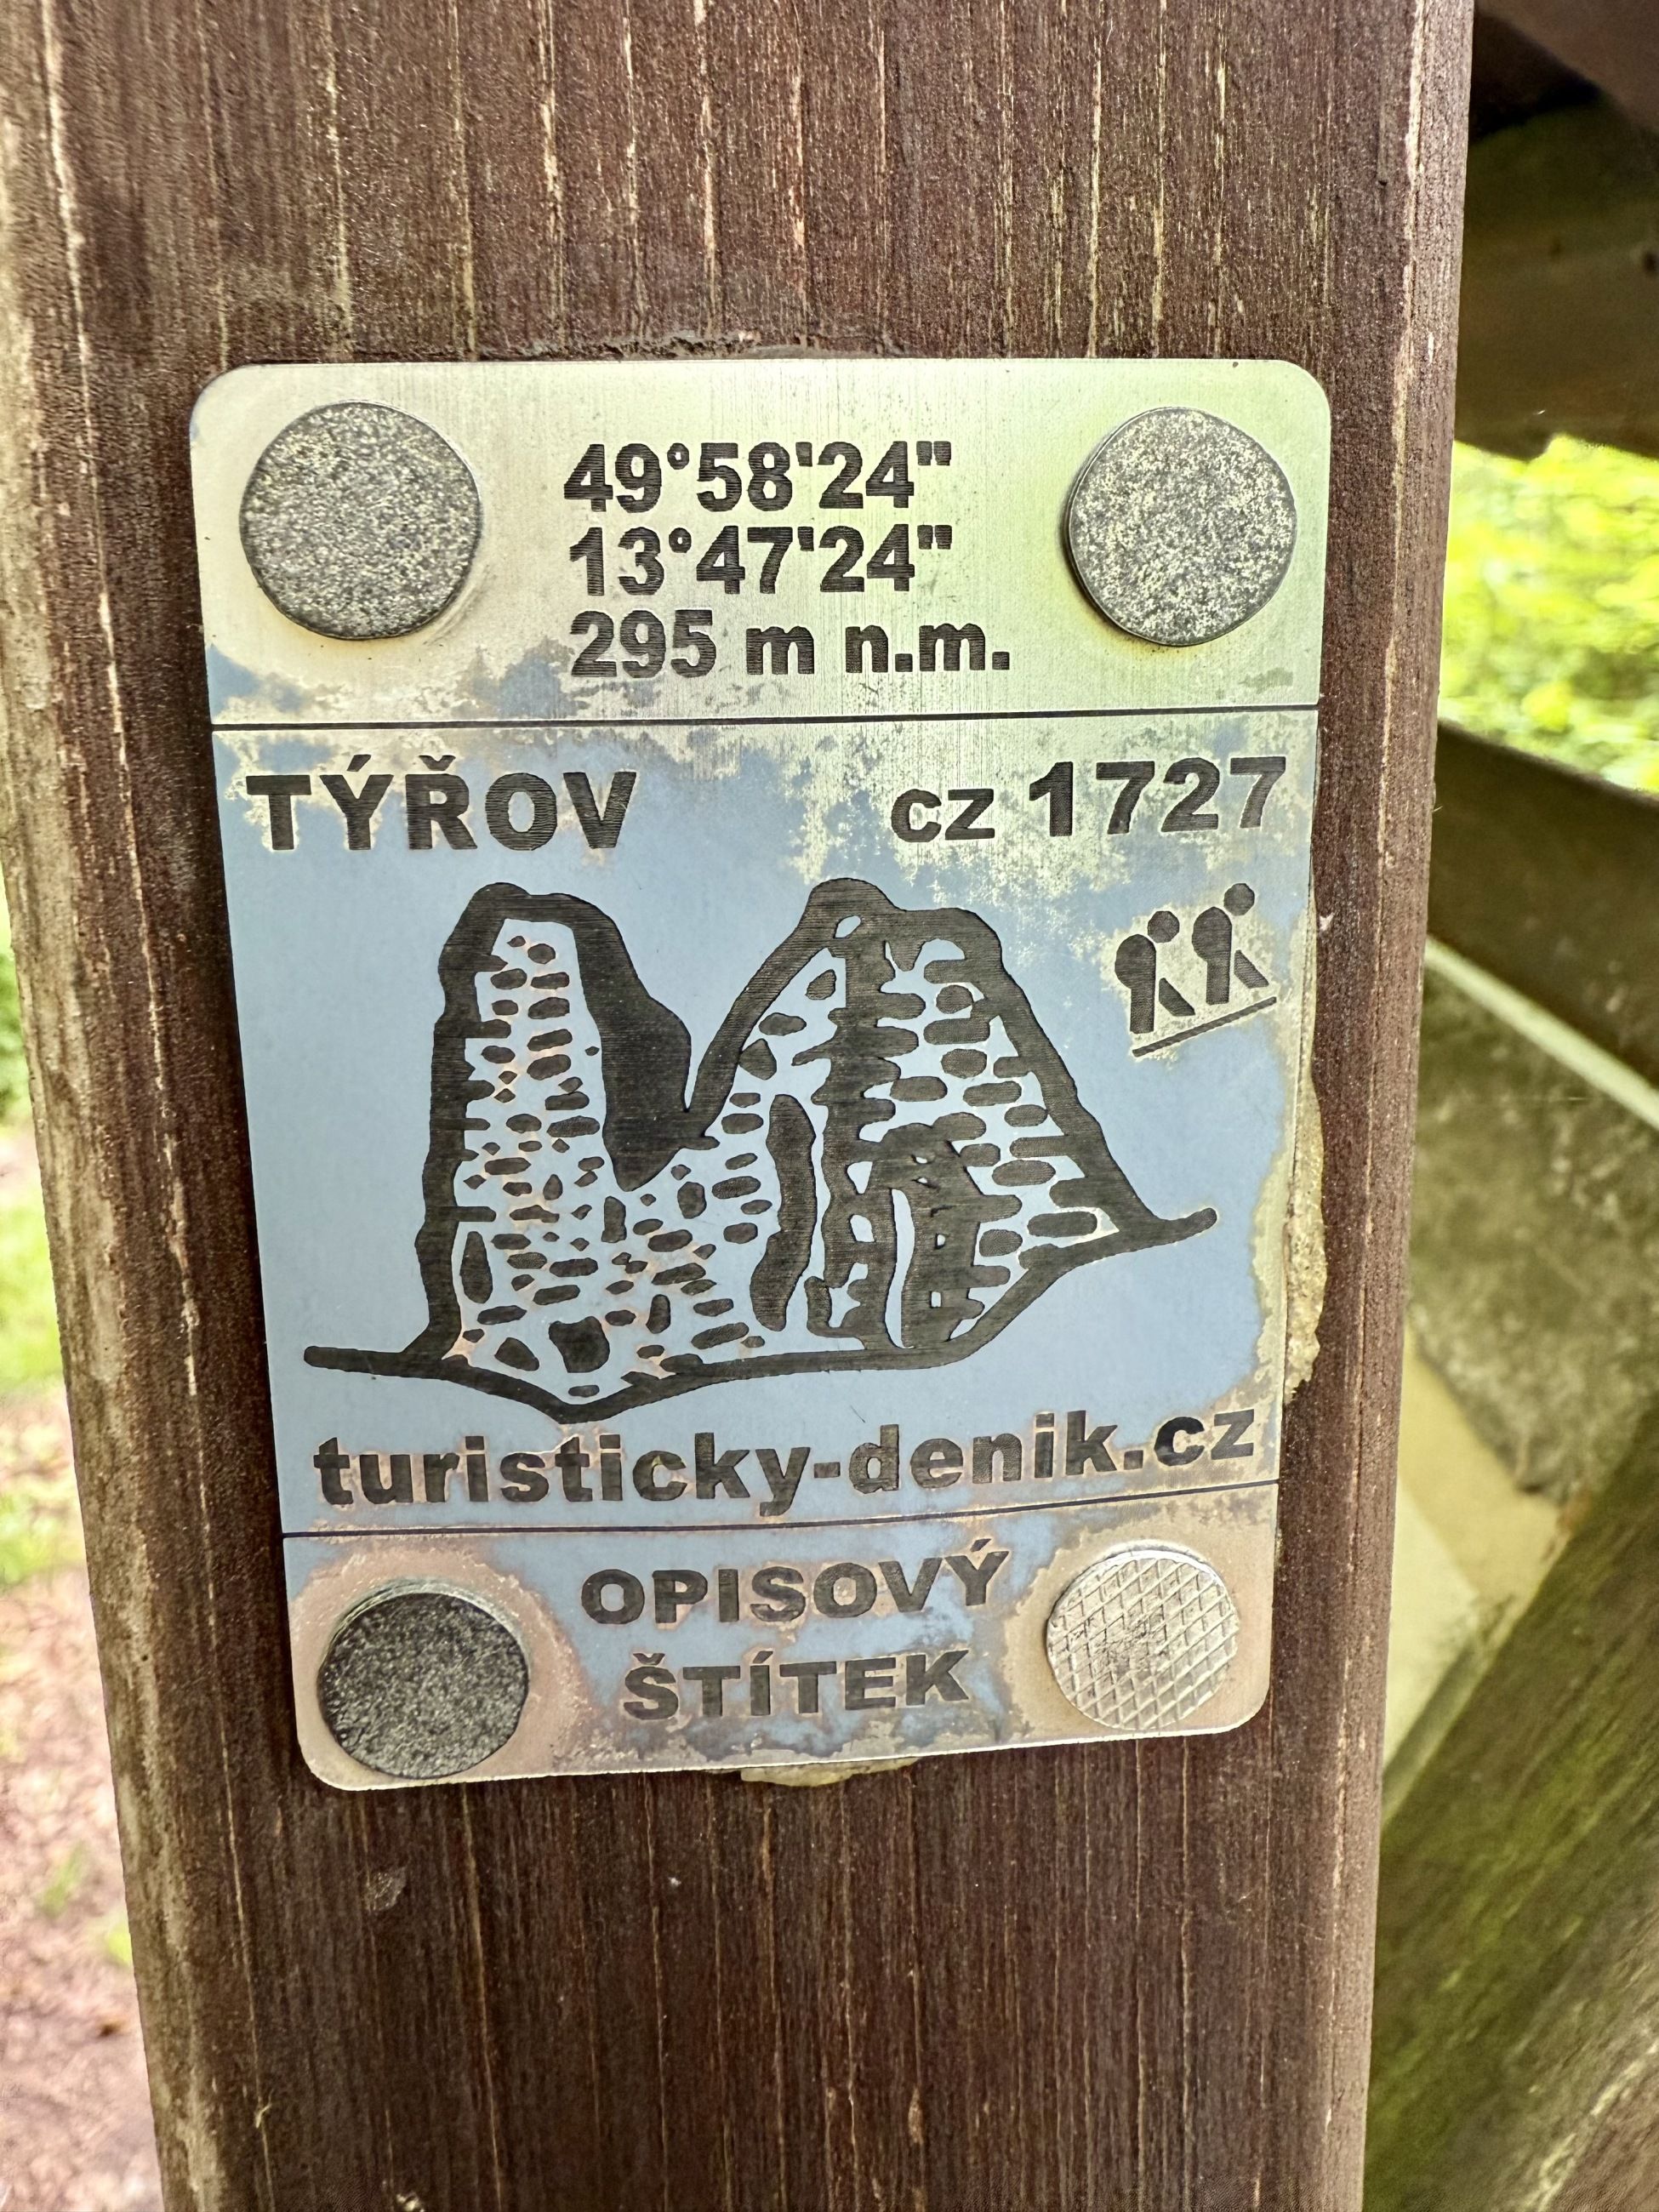 49°58'24"
13°47'24"
295 m n.m.
TÝŘOV cz 1727
turisticky-denik.cz
OPISOVÝ
ŠTÍTEK